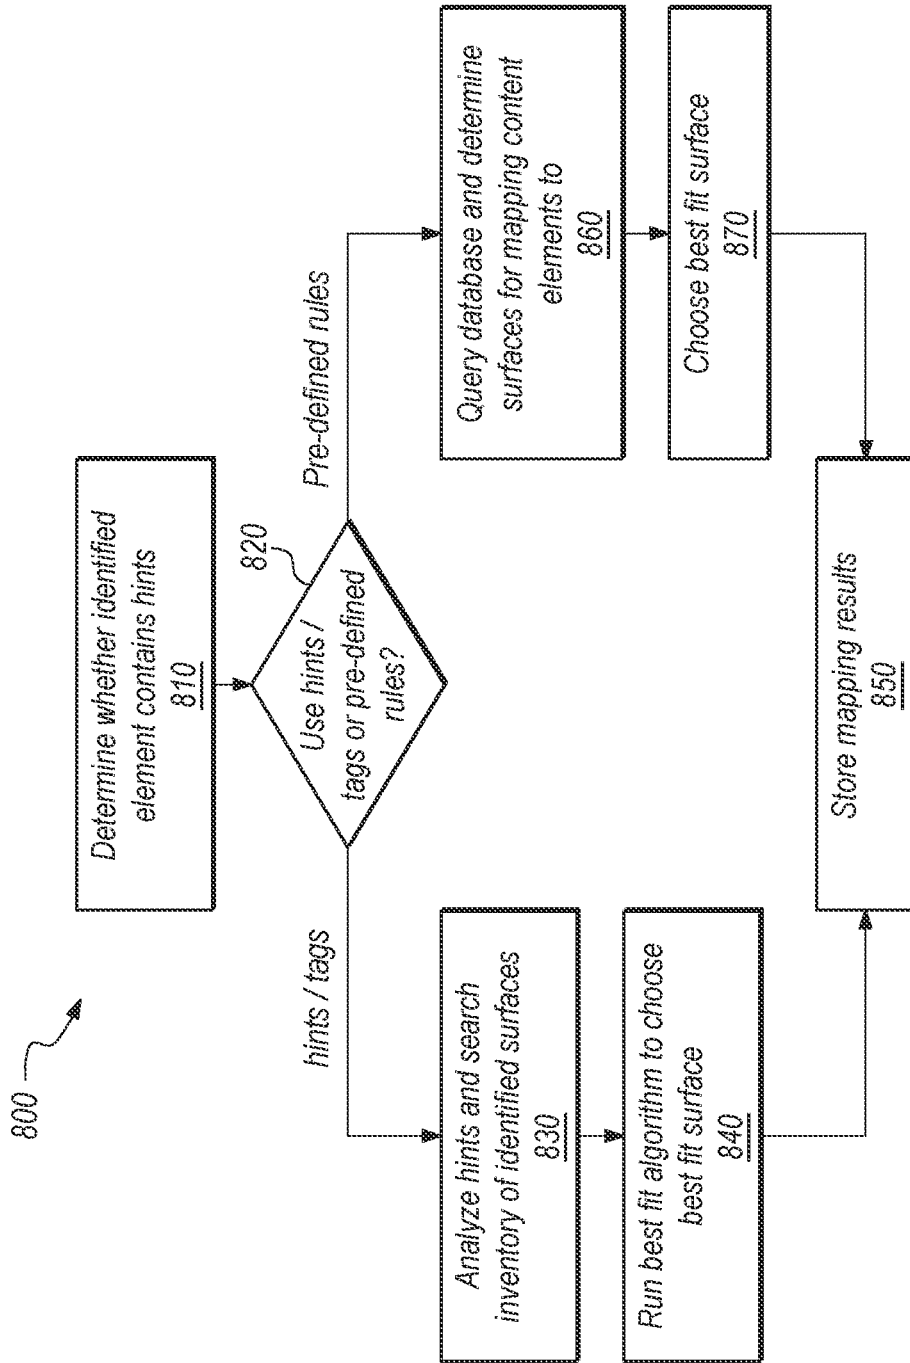 800
Determine whether identified
element contains hints
810
820
Use hints /
tags or pre-defined
rules?
hints / tags
Pre-defined rules
Analyze hints and search
inventory of identified surfaces
830
Run best fit algorithm to choose
best fit surface
840
Query database and determine
surfaces for mapping content
elements to
860
Choose best fit surface
870
Store mapping results
850